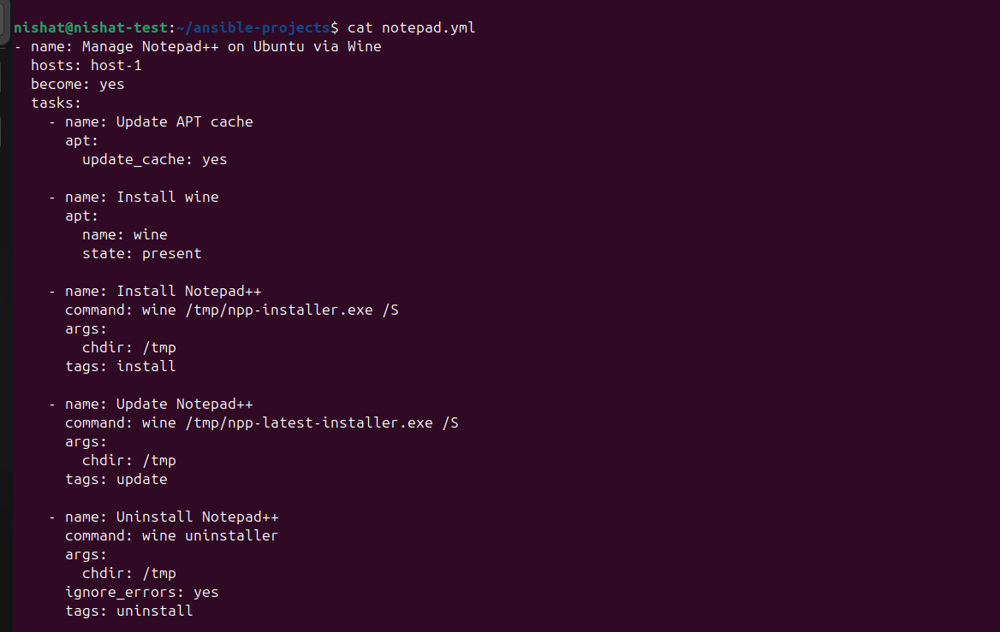 nishat@nishat-test:~/ansible-projects$ cat notepad.yml
- name: Manage Notepad++ on Ubuntu via Wine
  hosts: host-1
  become: yes
  tasks:
    - name: Update APT cache
      apt:
        update_cache: yes

    - name: Install wine
      apt:
        name: wine
        state: present

    - name: Install Notepad++
      command: wine /tmp/npp-installer.exe /S
      args:
        chdir: /tmp
      tags: install

    - name: Update Notepad++
      command: wine /tmp/npp-latest-installer.exe /S
      args:
        chdir: /tmp
      tags: update

    - name: Uninstall Notepad++
      command: wine uninstaller
      args:
        chdir: /tmp
      ignore_errors: yes
      tags: uninstall